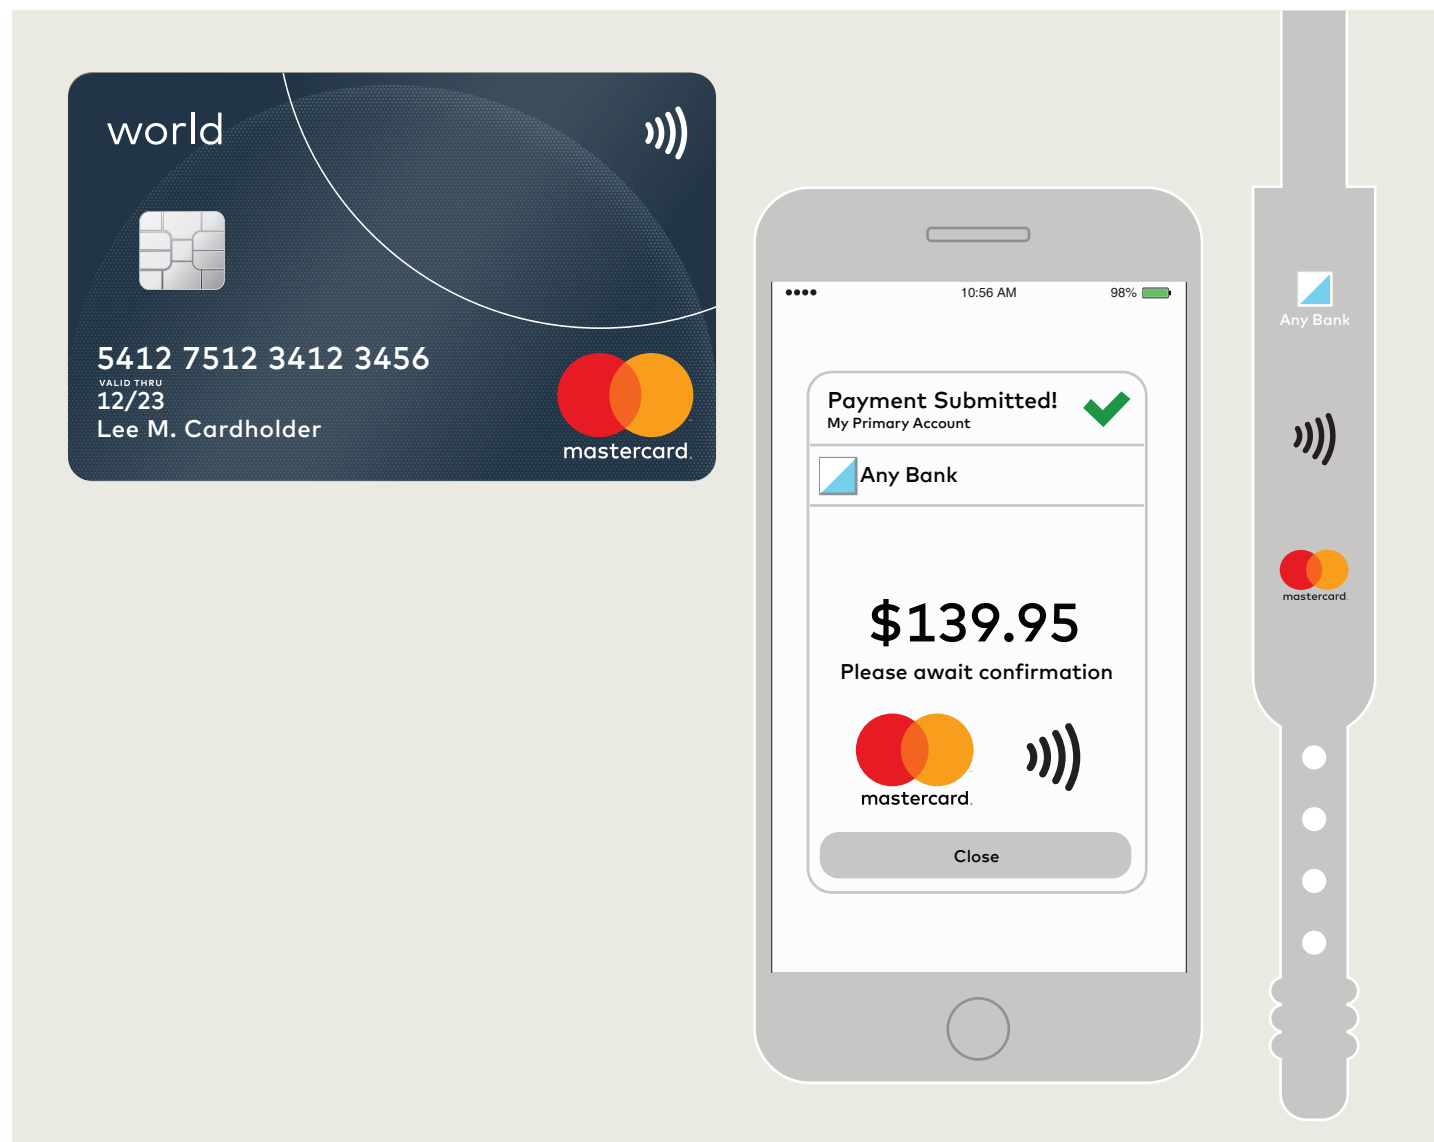 world
5412 7512 3412 3456
VALID THRU
12/23
Lee M. Cardholder
mastercard.
10:56 AM
98%
Payment Submitted!
My Primary Account
Any Bank
$139.95
Please await confirmation
mastercard.
Close
Any Bank
mastercard.